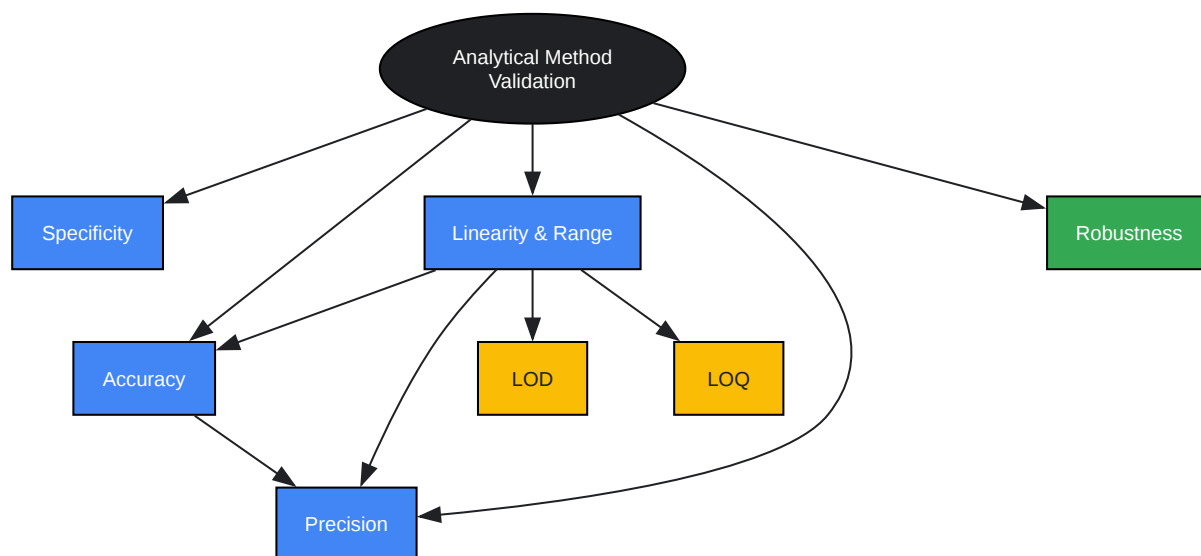 Analytical Method
Validation
Specificity
Linearity & Range
Robustness
Accuracy
LOD
LOQ
Precision